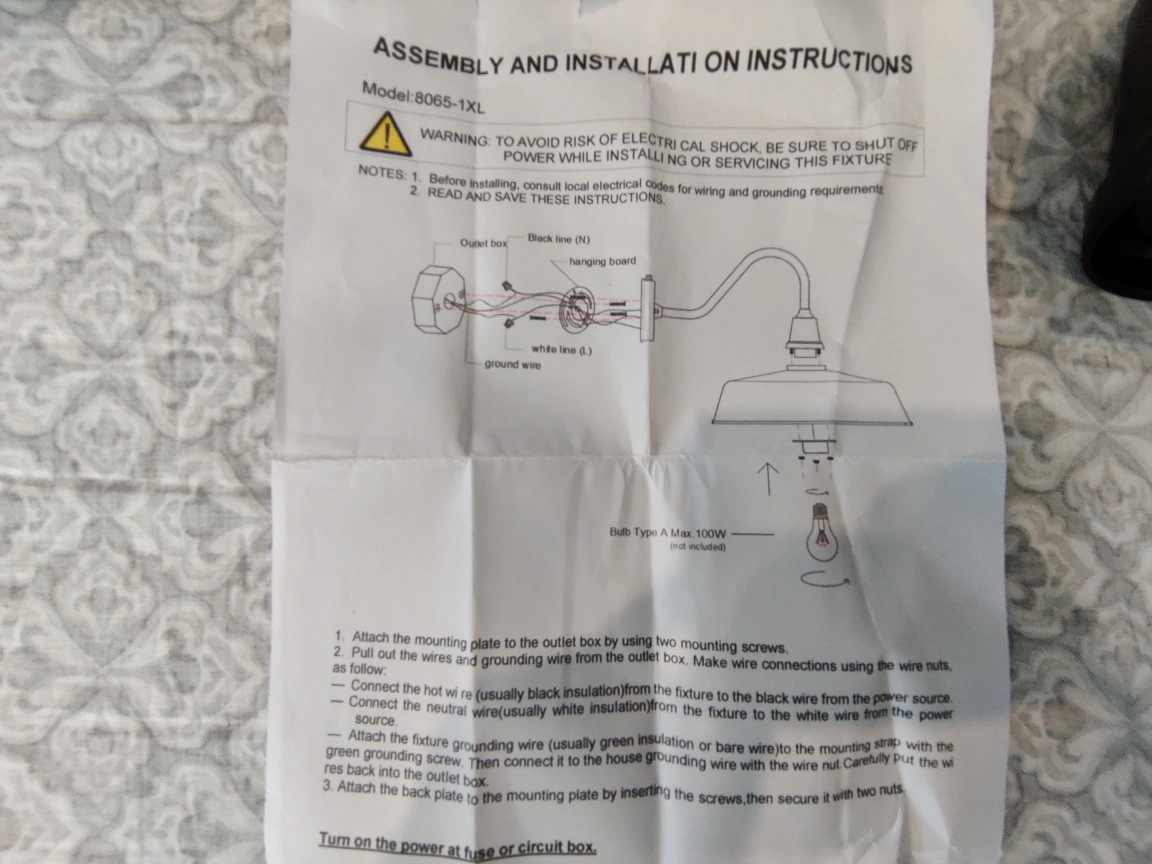 ASSEMBLY AND INSTALLATI ON INSTRUCTIONS
Model:8065-1XL
WARNING: TO AVOID RISK OF ELECTRI CAL SHOCK, BE SURE TO SHUT OFF
POWER WHILE INSTALLI NG OR SERVICING THIS FIXTURE
NOTES: 1. Before installing, consult local electrical codes for wiring and grounding requirements
2. READ AND SAVE THESE INSTRUCTIONS.
Outlet box
Black line (N)
hanging board
white line (L)
ground wire
Bulb Type A Max.100W
(not included)
1. Attach the mounting plate to the outlet box by using two mounting screws.
2. Pull out the wires and grounding wire from the outlet box. Make wire connections using the wire nuts,
as follow:
— Connect the hot wi re (usually black insulation)from the fixture to the black wire from the power source.
— Connect the neutral wire(usually white insulation)from the fixture to the white wire from the power
source.
— Attach the fixture grounding wire (usually green insulation or bare wire)to the mounting strap with the
green grounding screw. Then connect it to the house grounding wire with the wire nut.Carefully put the wi
res back into the outlet box.
3. Attach the back plate to the mounting plate by inserting the screws,then secure it with two nuts.
Turn on the power at fuse or circuit box.